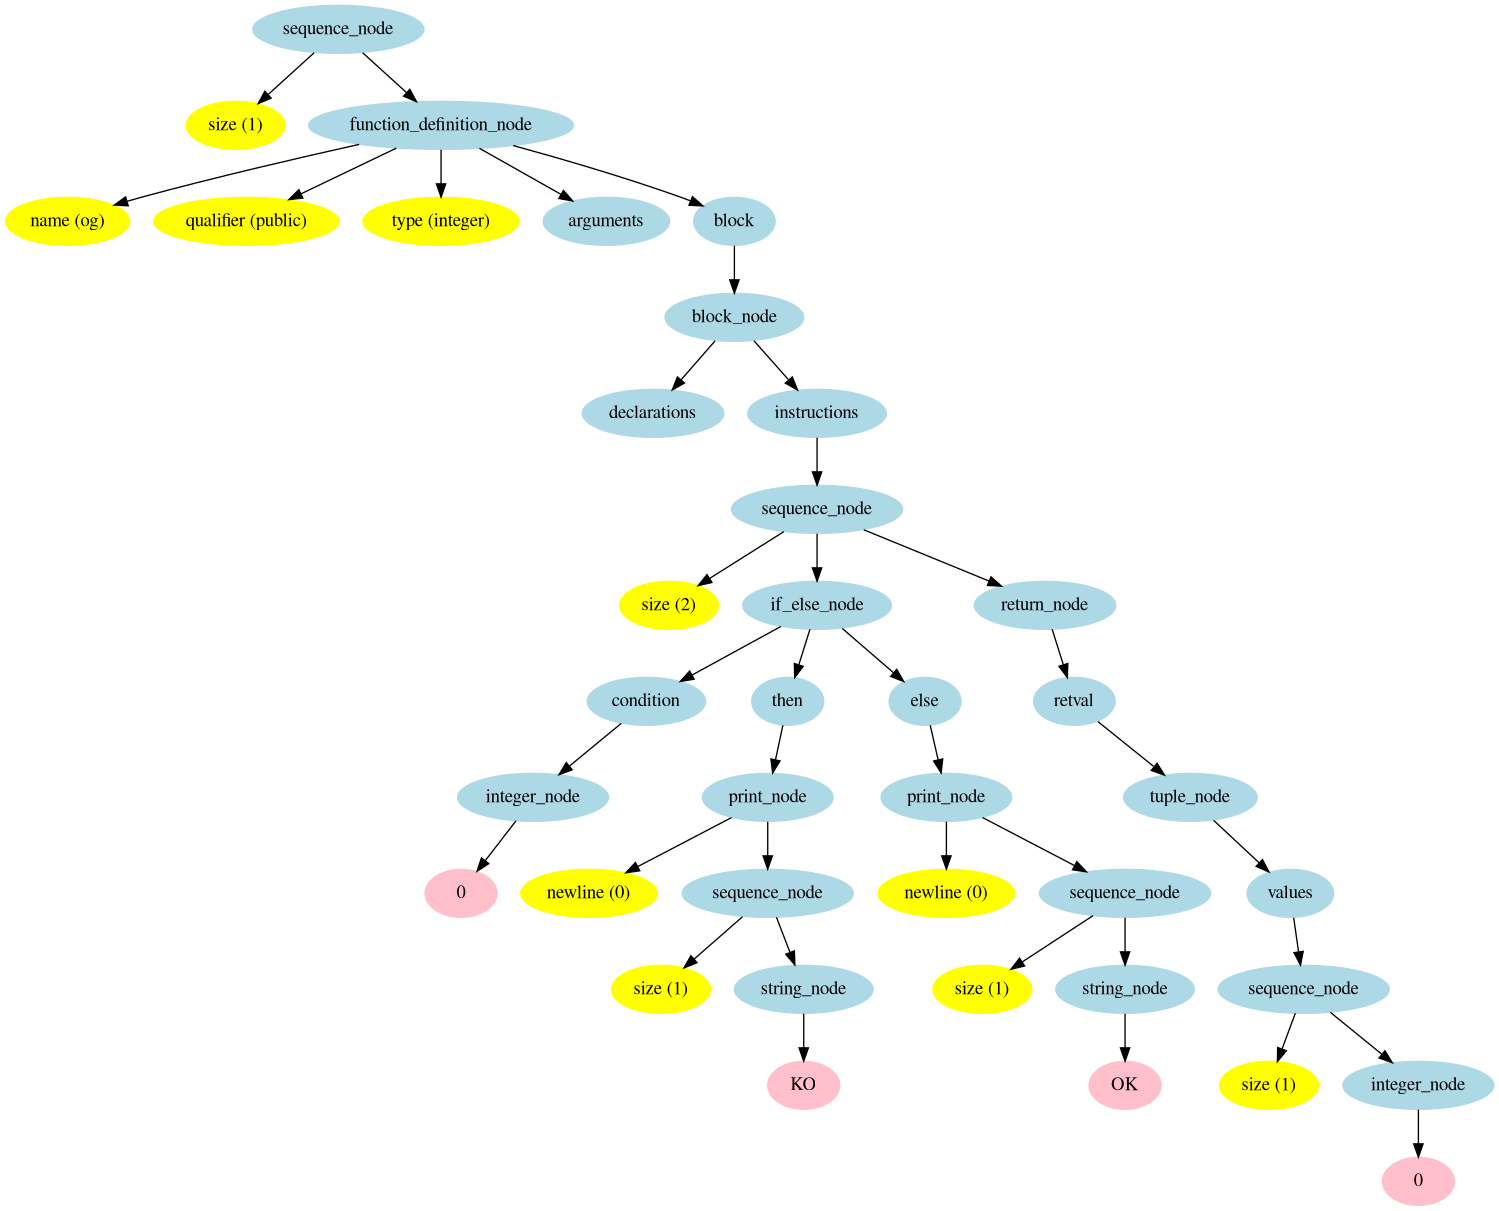 sequence_node
size (1)
function_definition_node
name (og)
qualifier (public)
type (integer)
arguments
block
block_node
declarations
instructions
sequence_node
size (2)
if_else_node
return_node
condition
then
else
retval
integer_node
print_node
print_node
tuple_node
0
newline (0)
sequence_node
newline (0)
sequence_node
values
size (1)
string_node
size (1)
string_node
sequence_node
KO
OK
size (1)
integer_node
0